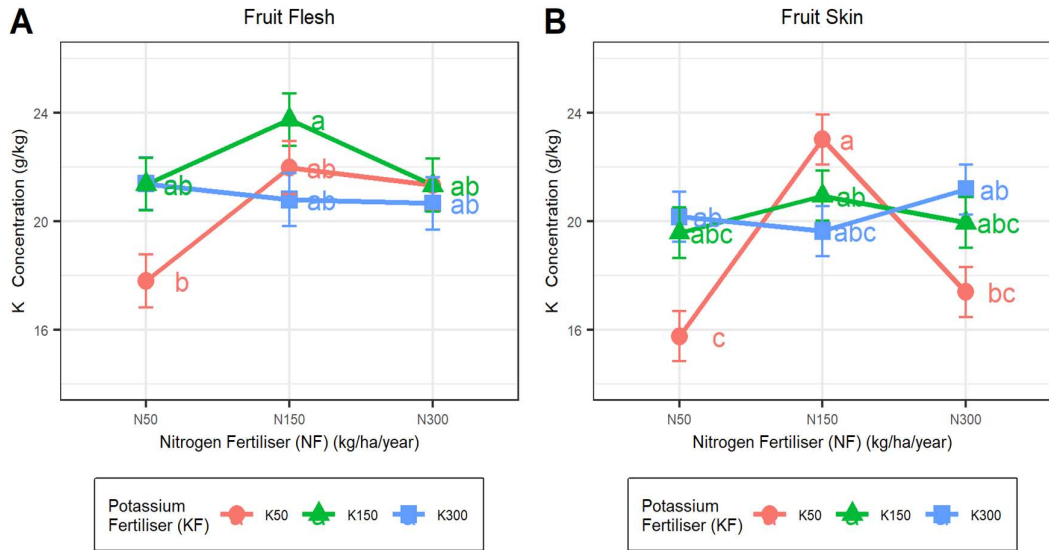 A
Fruit Flesh
K Concentration (g/kg)
24
20
16
a
ab
ab
ab
ab
ab
b
N50
N150
N300
Nitrogen Fertiliser (NF) (kg/ha/year)
Potassium
Fertiliser (KF)
K50
K150
K300
B
Fruit Skin
K Concentration (g/kg)
24
20
16
a
ab
ab
ab
abc
abc
abc
bc
c
N50
N150
N300
Nitrogen Fertiliser (NF) (kg/ha/year)
Potassium
Fertiliser (KF)
K50
K150
K300